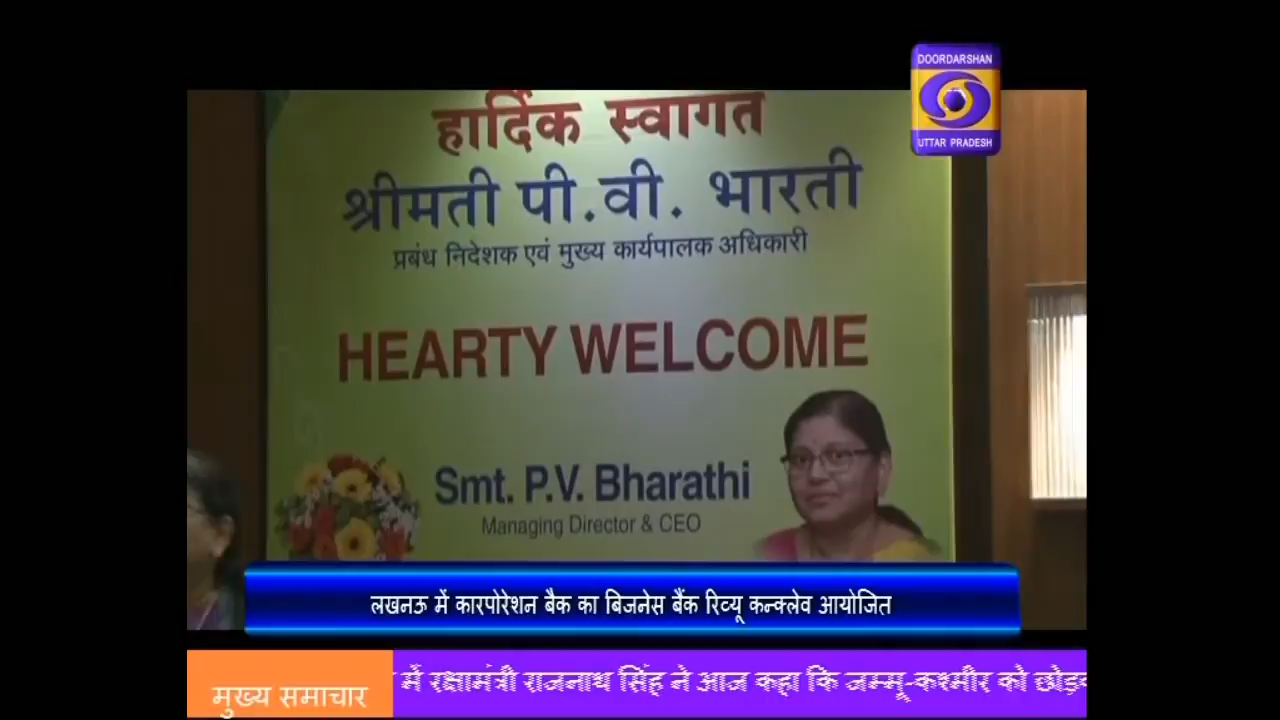 DOORDARSHAN
UTTAR PRADESH
हार्दिक स्वागत
श्रीमती पी.वी. भारती
प्रबंध निदेशक एवं मुख्य कार्यपालक अधिकारी
HEARTY WELCOME
Smt. P.V. Bharathi
Managing Director & CEO
लखनऊ में कारपोरेशन बैक का बिजनेस बैंक रिव्यू कन्क्लेव आयोजित
मुख्य समाचार
में रक्षामंत्री राजनाथ सिंह ने आज कहा कि जम्मू-कश्मीर को